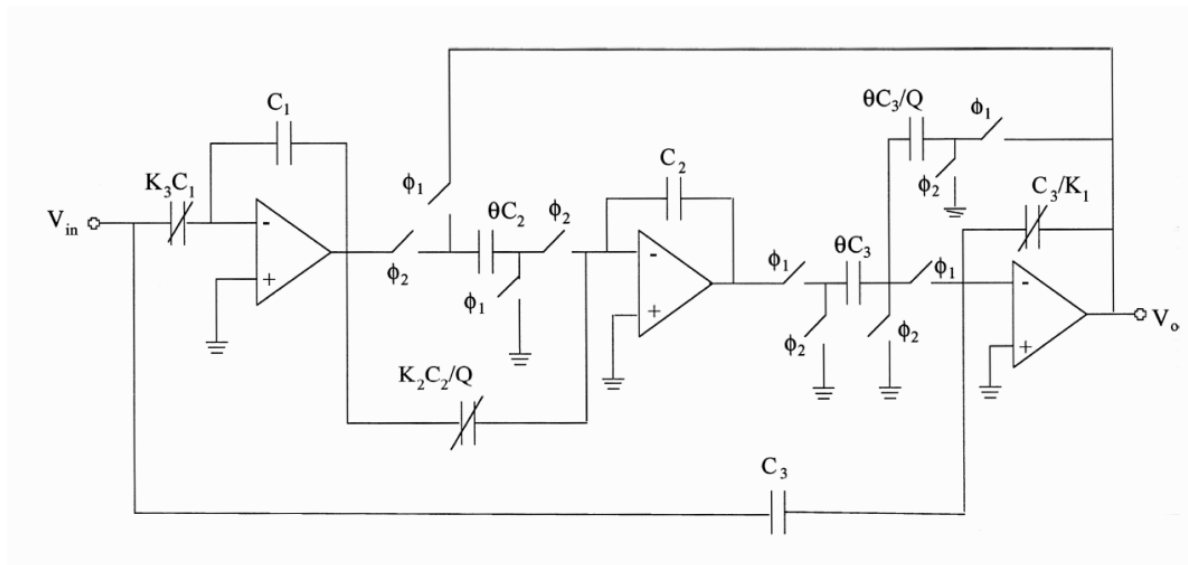 C₁
K₃C₁
V_in
-
+
ϕ₁
ϕ₂
θC₂
ϕ₂
ϕ₁
K₂C₂/Q
C₂
-
+
ϕ₁
ϕ₂
θC₃
ϕ₁
ϕ₂
θC₃/Q
ϕ₁
ϕ₂
C₃/K₁
-
+
V_o
C₃